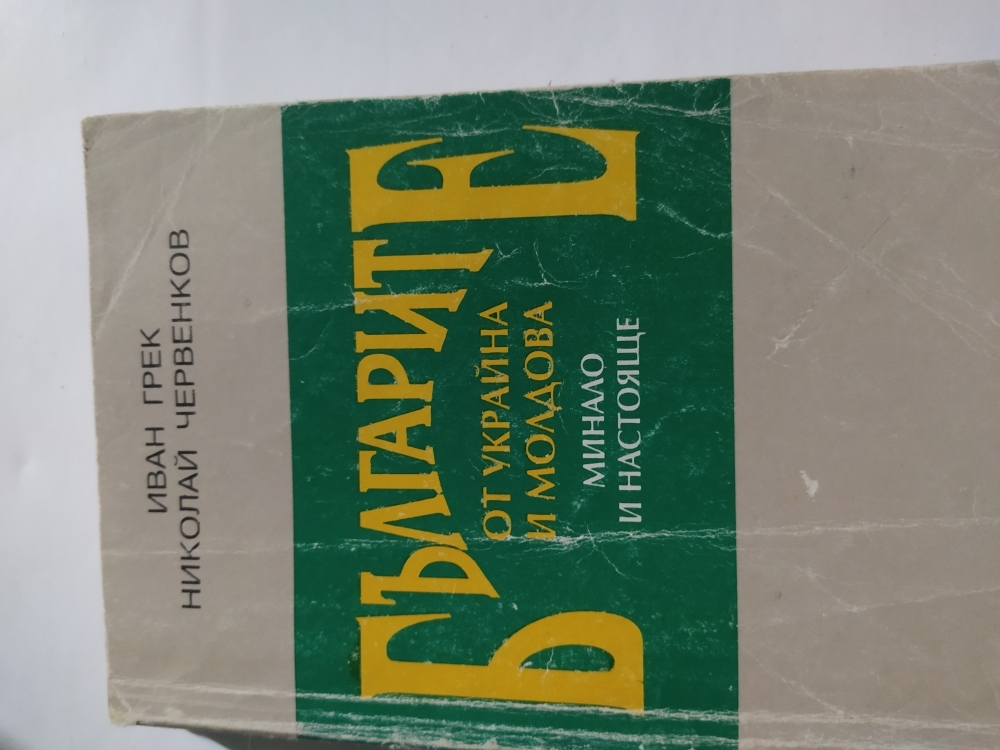 ИВАН ГРЕК
НИКОЛАЙ ЧЕРВЕНКОВ
БЪЛГАРИТЕ
ОТ УКРАЙНА
И МОЛДОВА
МИНАЛО
И НАСТОЯЩЕ